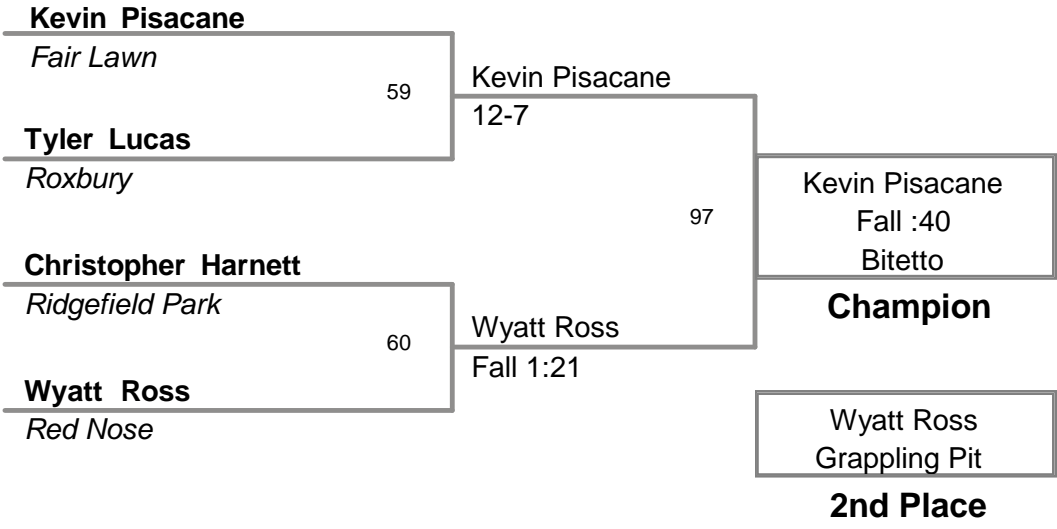 Kevin Pisacane
Fair Lawn
59
Kevin Pisacane
12-7
Tyler Lucas
Roxbury
97
Kevin Pisacane
Fall :40
Bitetto
Champion
Christopher Harnett
Ridgefield Park
60
Wyatt Ross
Fall 1:21
Wyatt Ross
Red Nose
Wyatt Ross
Grappling Pit
2nd Place